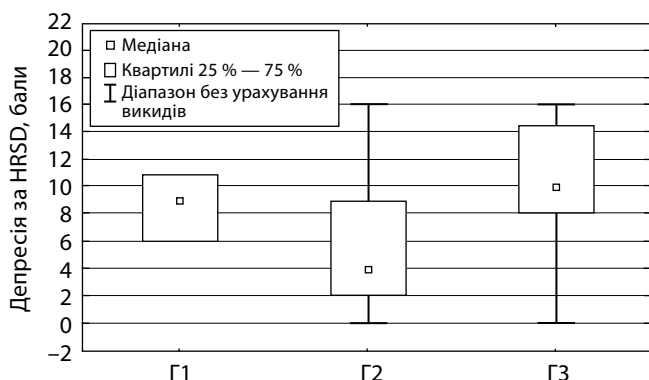 Депресія за HRSD, бали
22
20
18
16
14
12
10
8
6
4
2
0
–2
Медіана
Квартилі 25 % — 75 %
Діапазон без урахування
викидів
Г1 Г2 Г3